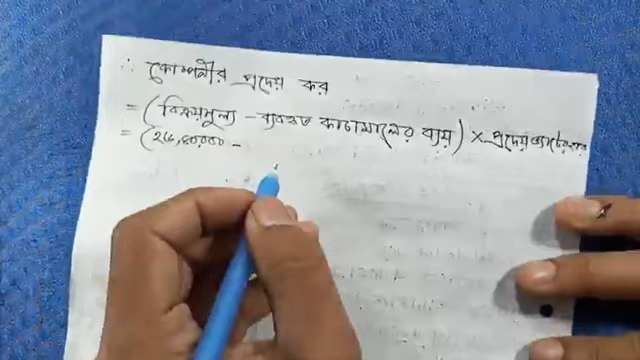 ∴ কোম্পানীর প্রদেয় কর
= (বিক্রয়মূল্য - ব্যবহৃত কাঁচামালের ব্যয়) × প্রদেয় ভ্যাটের হার
= (২৫,৫০,০০০ -